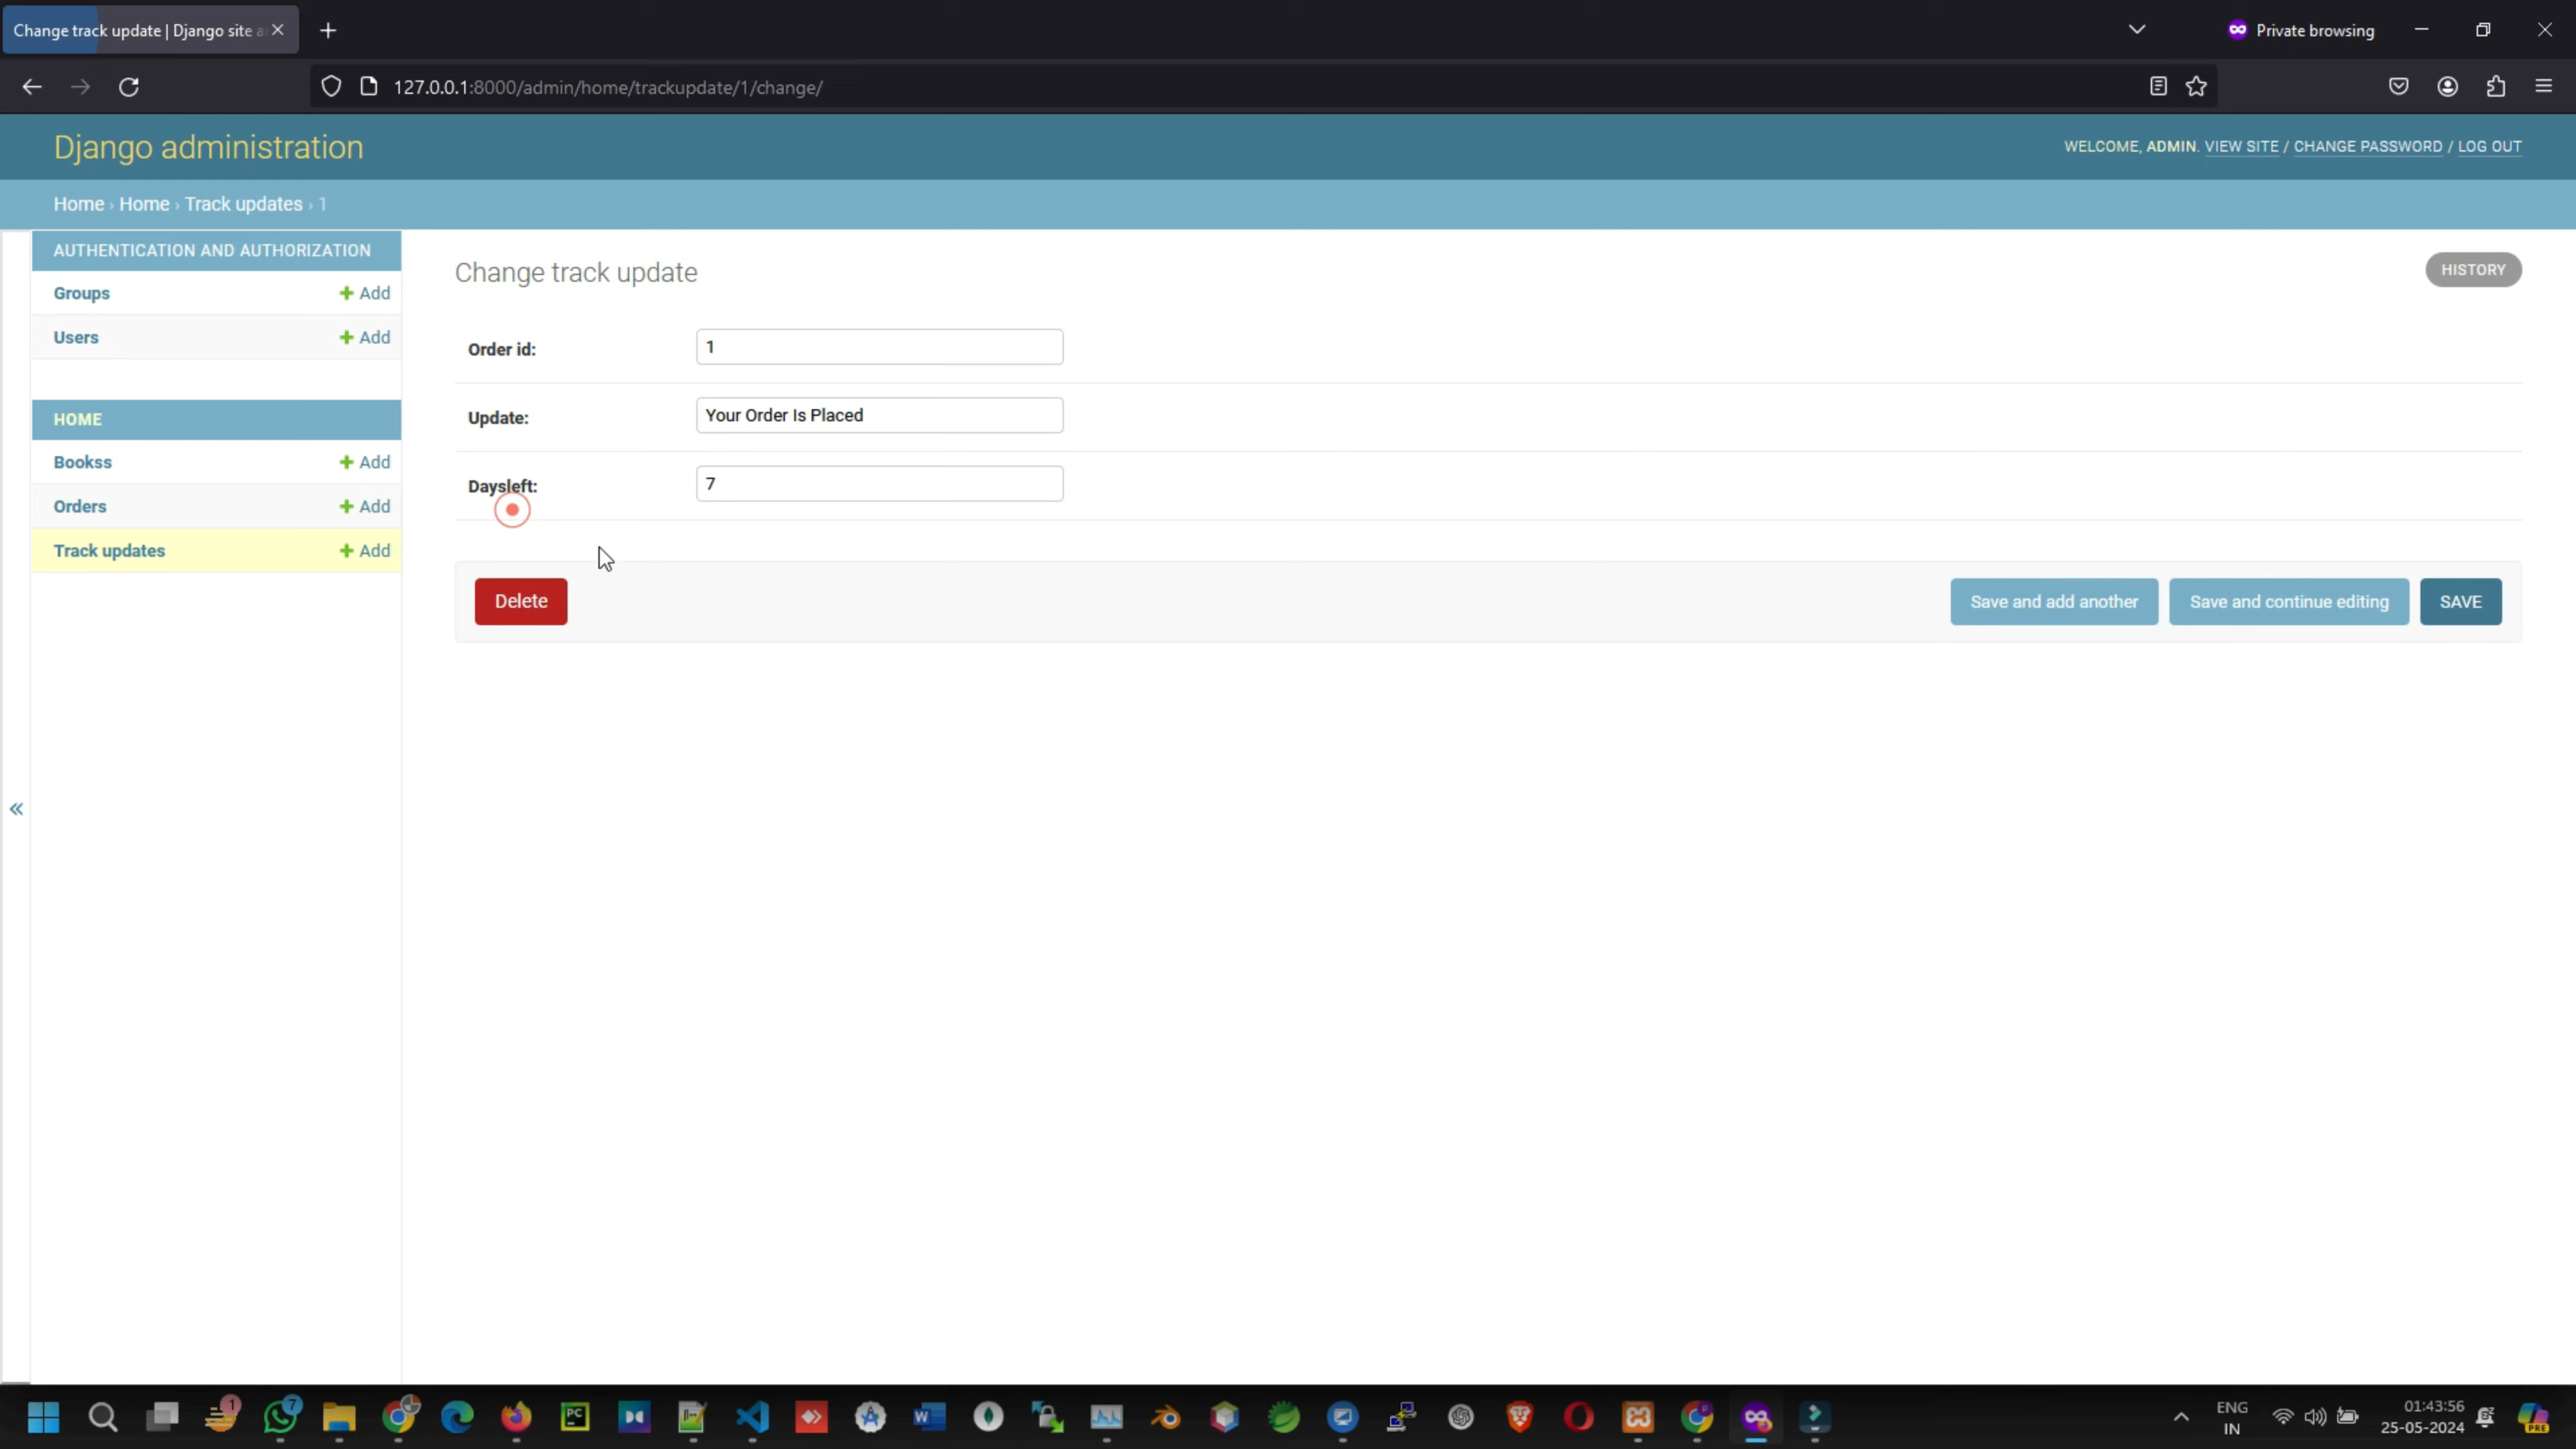 Change track update | Django site a
Private browsing
127.0.0.1:8000/admin/home/trackupdate/1/change/
Django administration
WELCOME, ADMIN. VIEW SITE / CHANGE PASSWORD / LOG OUT
Home › Home › Track updates › 1
AUTHENTICATION AND AUTHORIZATION
Groups
Add
Users
Add
HOME
Bookss
Add
Orders
Add
Track updates
Add
Change track update
HISTORY
Order id:
1
Update:
Your Order Is Placed
Daysleft:
7
Delete
Save and add another
Save and continue editing
SAVE
1
7
PC
W
P
ENG
IN
01:43:56
25-05-2024
PRE